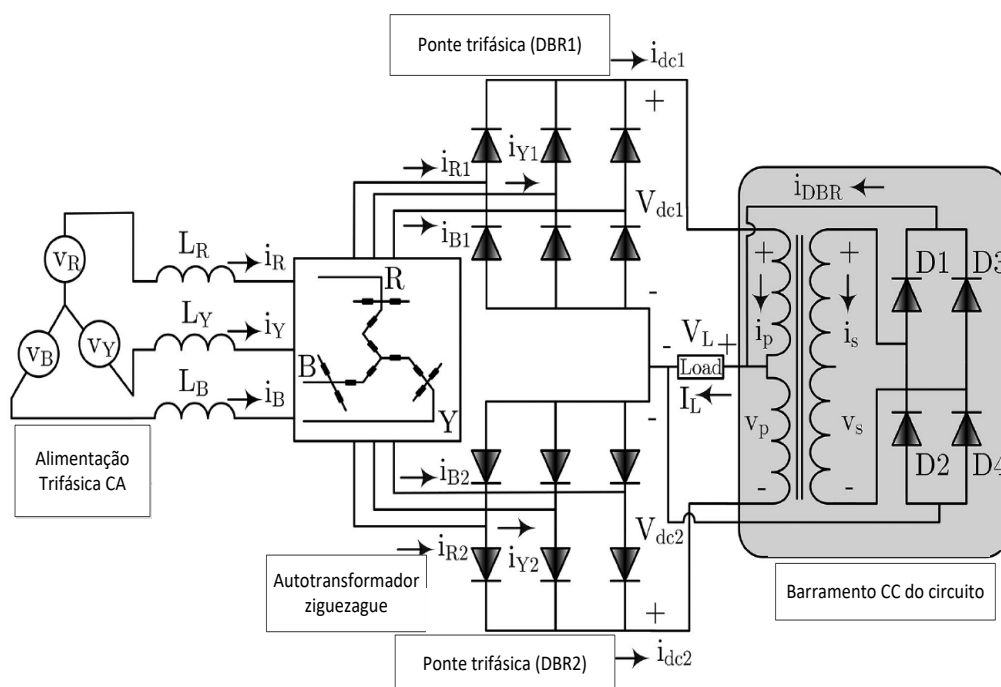 Ponte trifásica (DBR1)
i_dc1
+
i_R1
i_Y1
i_B1
V_dc1
-
i_DBR
L_R
i_R
v_R
R
L_Y
i_Y
v_B
v_Y
B
L_B
i_B
Y
+
+
D1
D3
i_p
i_s
-
V_L
+
Load
I_L
-
v_p
v_s
D2
D4
-
-
Alimentação
Trifásica CA
i_B2
V_dc2
i_R2
i_Y2
+
Autotransformador
ziguezague
Barramento CC do circuito
Ponte trifásica (DBR2)
i_dc2